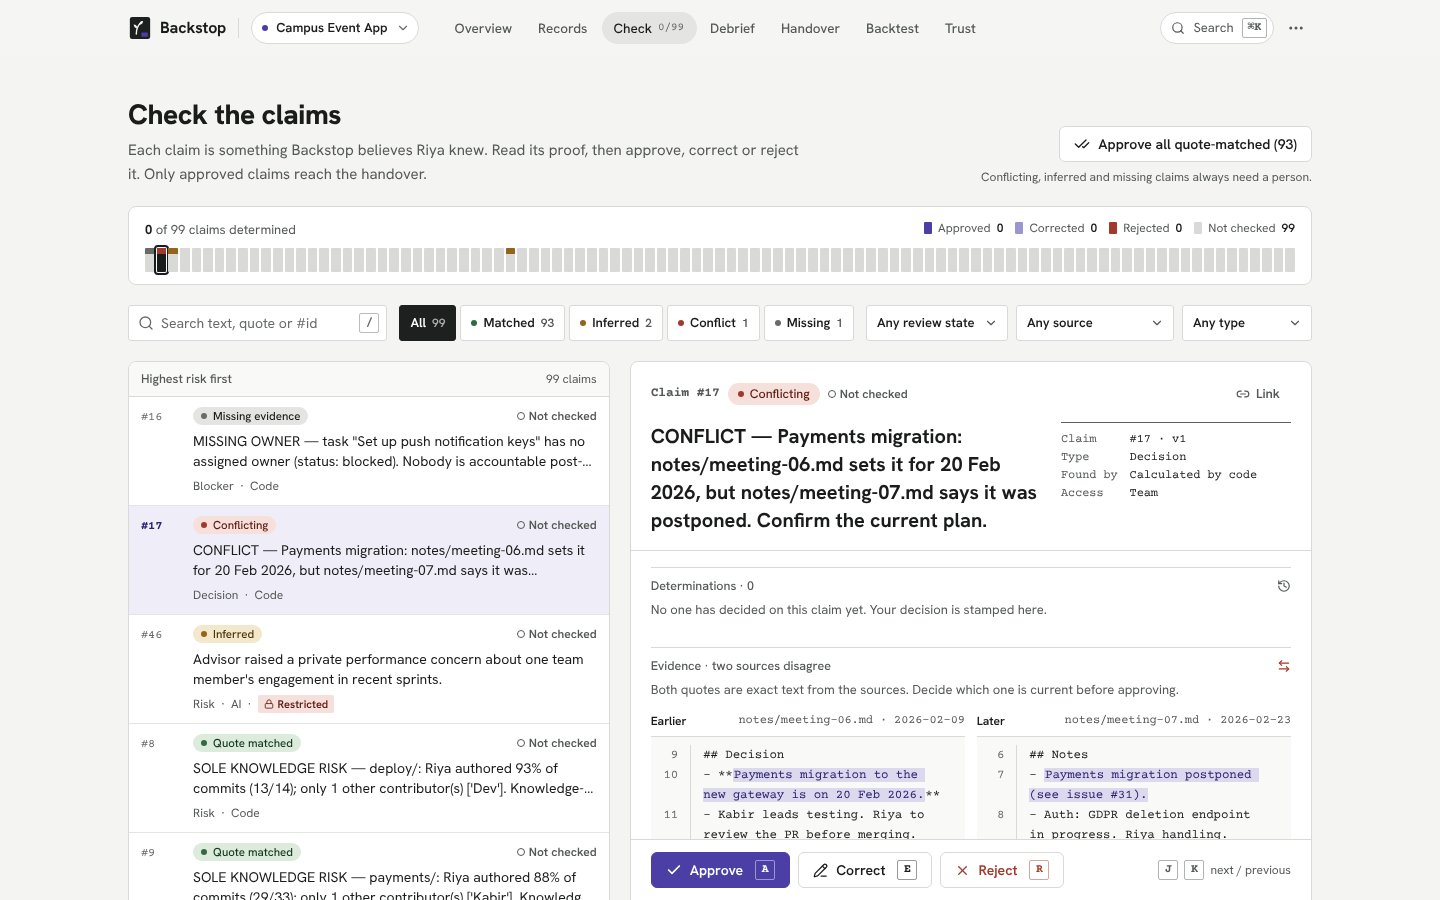 Backstop
Campus Event App
Overview
Records
Check 0/99
Debrief
Handover
Backtest
Trust
Search ⌘K
Check the claims
Each claim is something Backstop believes Riya knew. Read its proof, then approve, correct or reject
it. Only approved claims reach the handover.
Approve all quote-matched (93)
Conflicting, inferred and missing claims always need a person.
0 of 99 claims determined
Approved 0
Corrected 0
Rejected 0
Not checked 99
Search text, quote or #id /
All 99
Matched 93
Inferred 2
Conflict 1
Missing 1
Any review state
Any source
Any type
Highest risk first
99 claims
#16
Missing evidence
Not checked
MISSING OWNER — task "Set up push notification keys" has no
assigned owner (status: blocked). Nobody is accountable post-...
Blocker · Code
#17
Conflicting
Not checked
CONFLICT — Payments migration: notes/meeting-06.md sets it
for 20 Feb 2026, but notes/meeting-07.md says it was...
Decision · Code
#46
Inferred
Not checked
Advisor raised a private performance concern about one team
member's engagement in recent sprints.
Risk · AI · Restricted
#8
Quote matched
Not checked
SOLE KNOWLEDGE RISK — deploy/: Riya authored 93% of
commits (13/14); only 1 other contributor(s) ['Dev']. Knowledge-...
Risk · Code
#9
Quote matched
Not checked
SOLE KNOWLEDGE RISK — payments/: Riya authored 88% of
commits (29/33); only 1 other contributor(s) ['Kabir']. Knowledg
Claim #17
Conflicting
Not checked
Link
CONFLICT — Payments migration:
notes/meeting-06.md sets it for 20 Feb
2026, but notes/meeting-07.md says it was
postponed. Confirm the current plan.
Claim #17 · v1
Type Decision
Found by Calculated by code
Access Team
Determinations · 0
No one has decided on this claim yet. Your decision is stamped here.
Evidence · two sources disagree
Both quotes are exact text from the sources. Decide which one is current before approving.
Earlier notes/meeting-06.md · 2026-02-09
9 ## Decision
10 - **Payments migration to the
new gateway is on 20 Feb 2026.**
11 - Kabir leads testing. Riya to
review the PR before merging.
Later notes/meeting-07.md · 2026-02-23
6 ## Notes
7 - Payments migration postponed
(see issue #31).
8 - Auth: GDPR deletion endpoint
in progress. Riya handling.
Approve A
Correct E
Reject R
J K next / previous